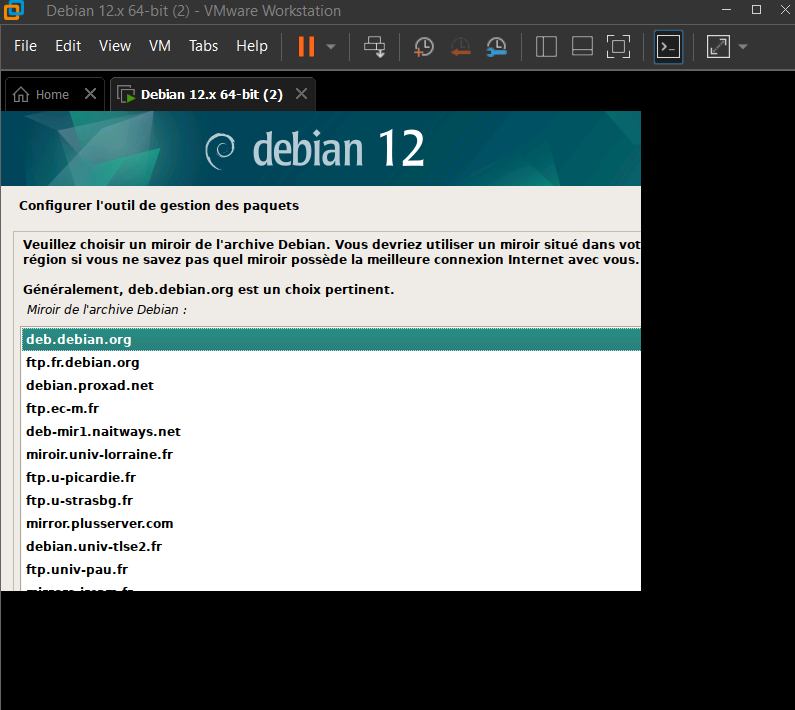 Debian 12.x 64-bit (2) - VMware Workstation
File Edit View VM Tabs Help
Home Debian 12.x 64-bit (2)
debian 12
Configurer l'outil de gestion des paquets
Veuillez choisir un miroir de l'archive Debian. Vous devriez utiliser un miroir situé dans vot
région si vous ne savez pas quel miroir possède la meilleure connexion Internet avec vous.
Généralement, deb.debian.org est un choix pertinent.
Miroir de l'archive Debian :
deb.debian.org
ftp.fr.debian.org
debian.proxad.net
ftp.ec-m.fr
deb-mir1.naitways.net
miroir.univ-lorraine.fr
ftp.u-picardie.fr
ftp.u-strasbg.fr
mirror.plusserver.com
debian.univ-tlse2.fr
ftp.univ-pau.fr